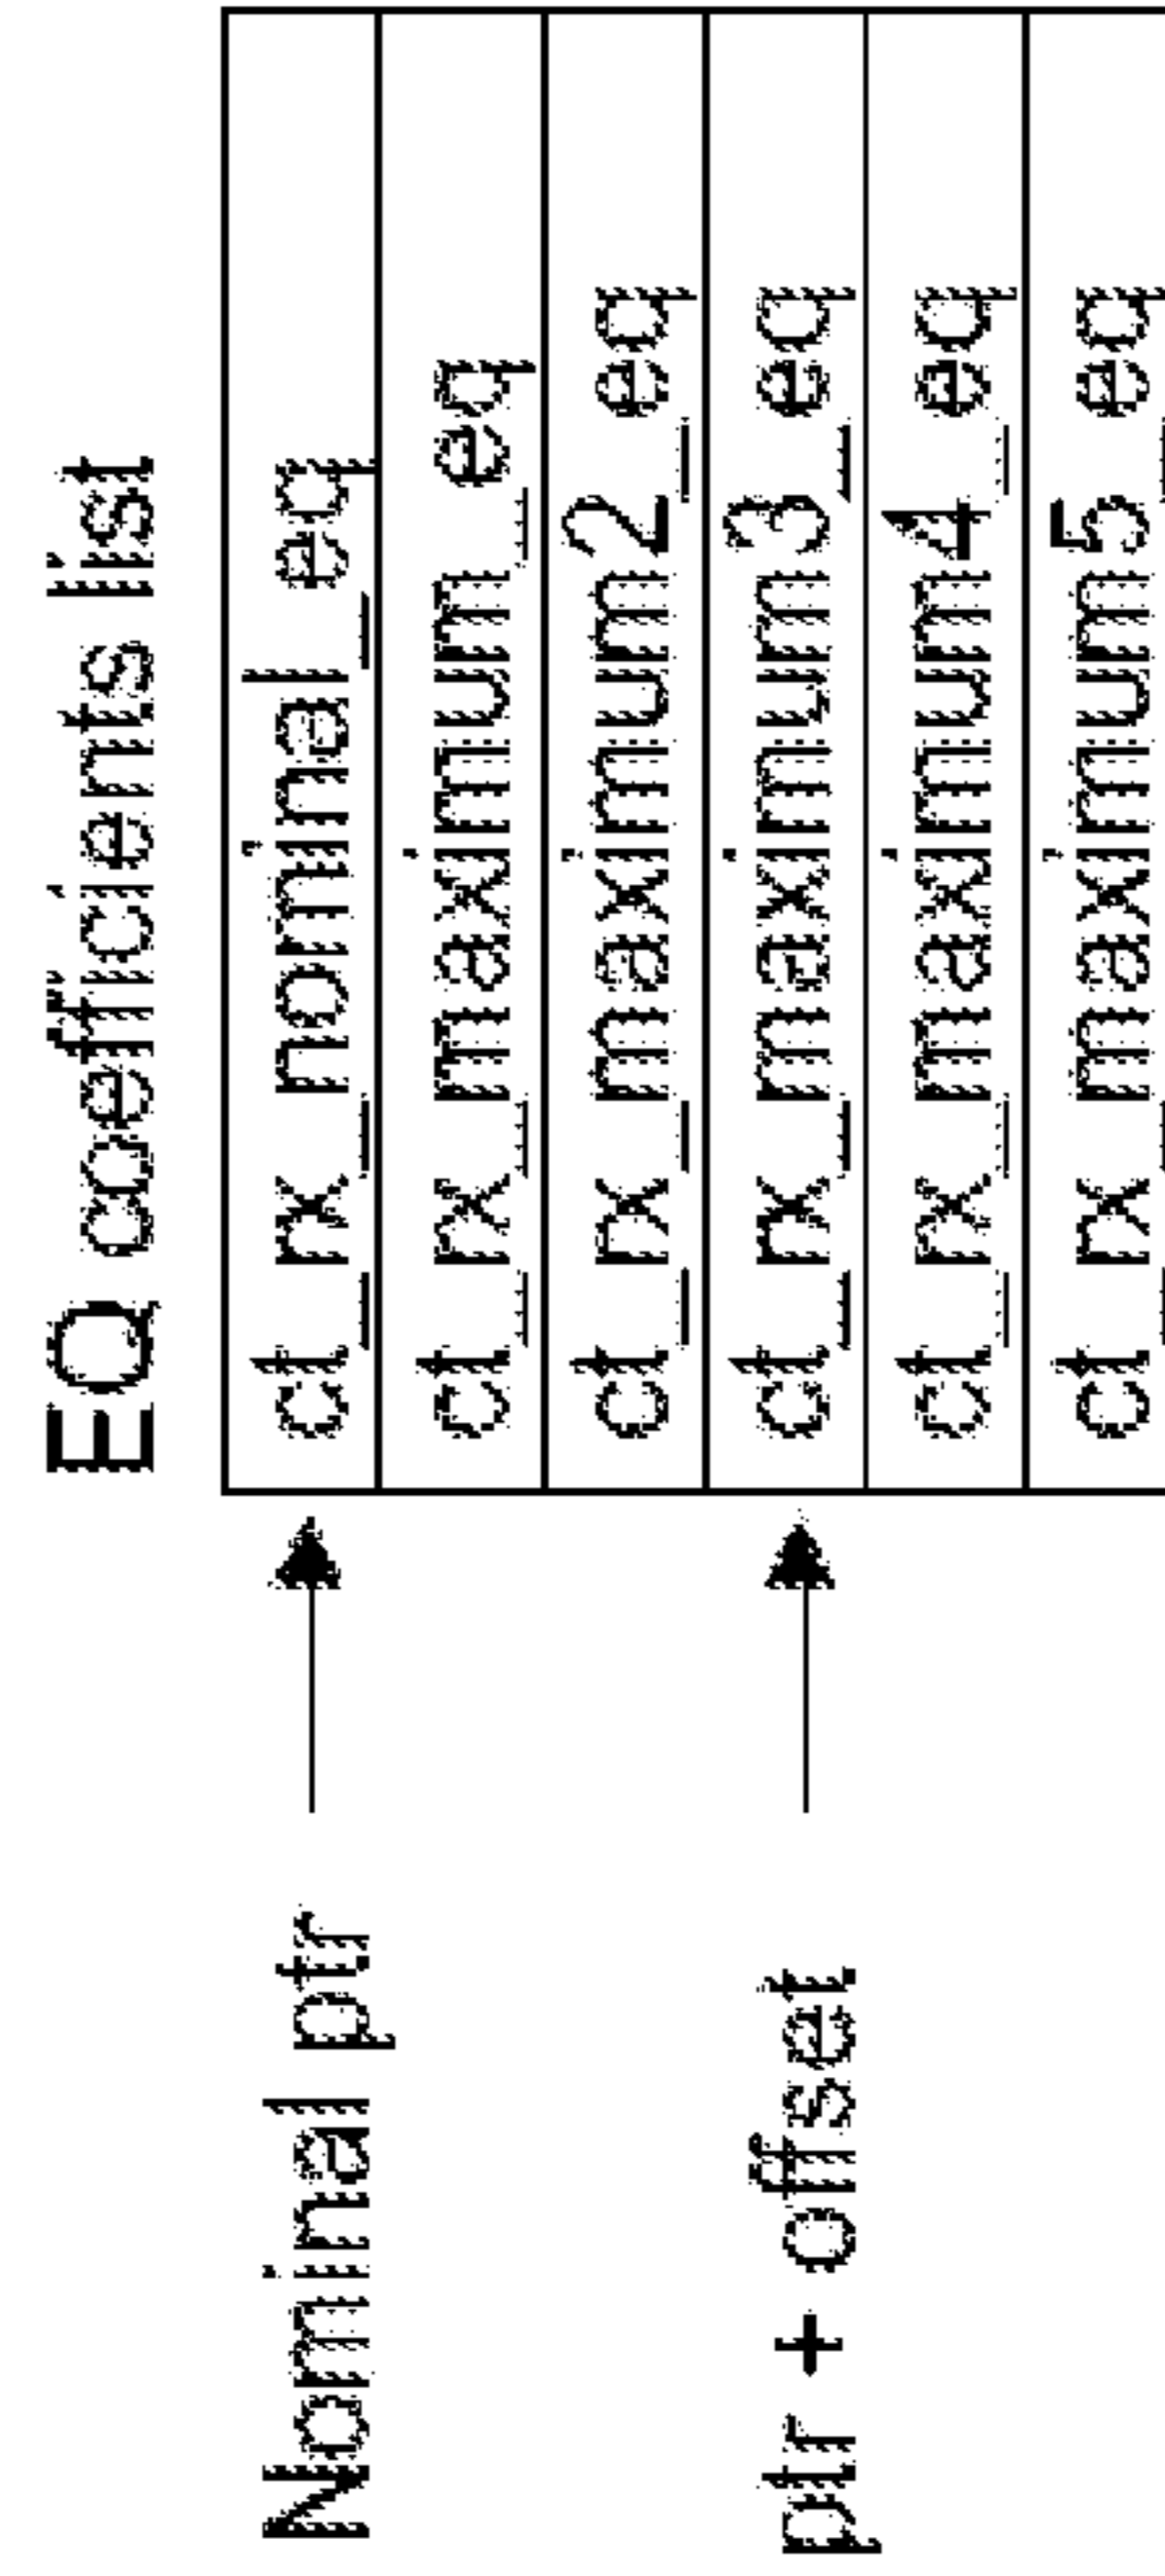 EQ coefficients list
Nominal ptr
ct_rx_nominal_eq
ct_rx_maximum_eq
ct_rx_maximum2_eq
ptr + offset
ct_rx_maximum3_eq
ct_rx_maximum4_eq
ct_rx_maximum5_eq